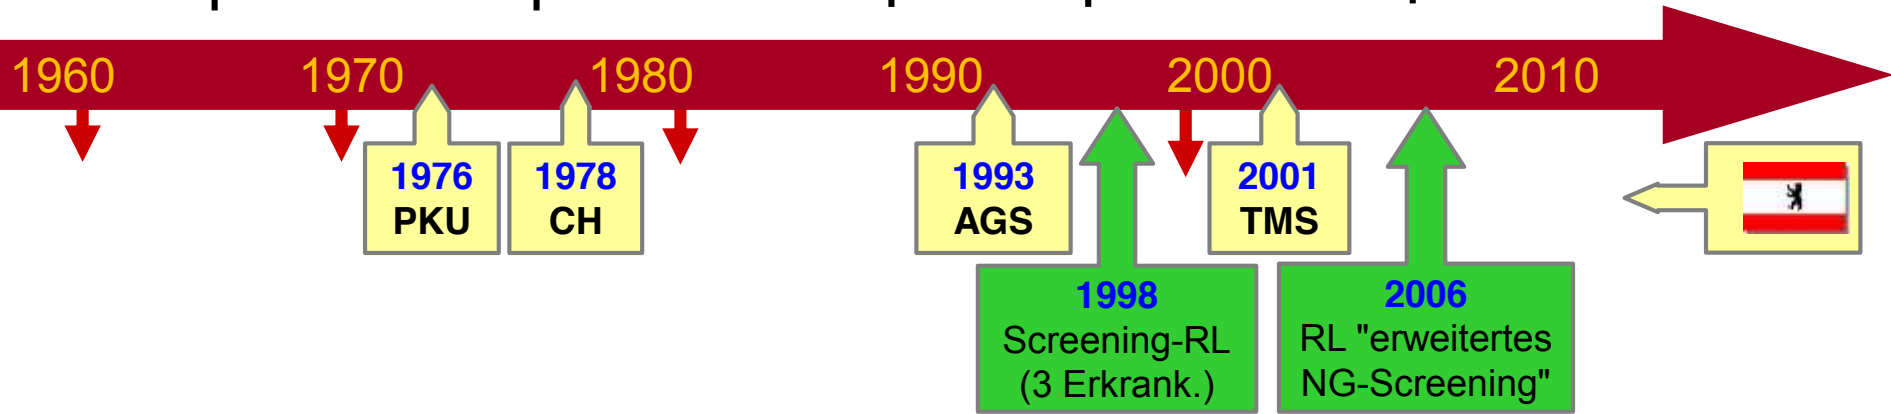 1960 1970 1980 1990 2000 2010
1976
PKU
1978
CH
1993
AGS
2001
TMS
1998
Screening-RL
(3 Erkrank.)
2006
RL "erweitertes
NG-Screening"